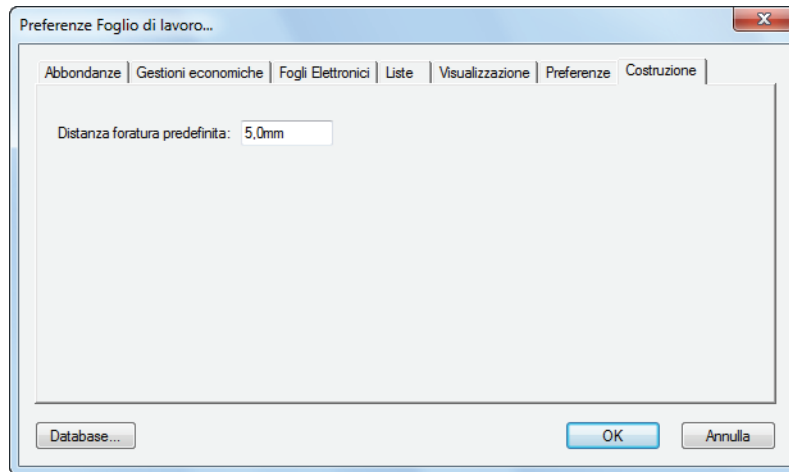 Preferenze Foglio di lavoro...
Abbondanze Gestioni economiche Fogli Elettronici Liste Visualizzazione Preferenze Costruzione
Distanza foratura predefinita: 5,0mm
Database... OK Annulla